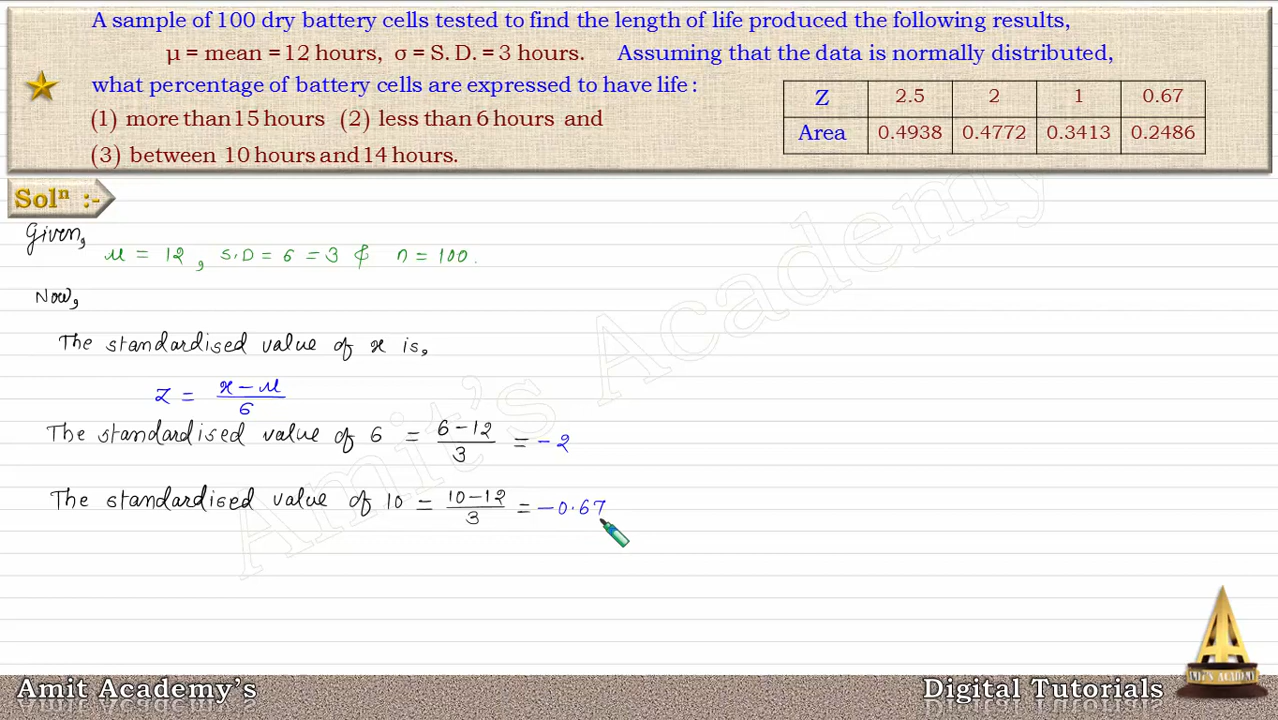 A sample of 100 dry battery cells tested to find the length of life produced the following results,
μ = mean = 12 hours, σ = S. D. = 3 hours. Assuming that the data is normally distributed,
what percentage of battery cells are expressed to have life :
(1) more than 15 hours (2) less than 6 hours and
(3) between 10 hours and 14 hours.
Z 2.5 2 1 0.67
Area 0.4938 0.4772 0.3413 0.2486
Solⁿ :-
Given,
μ = 12 , S.D = σ = 3 & n = 100.
Now,
The standardised value of x is,
z = (x - μ)/σ
The standardised value of 6 = (6-12)/3 = -2
The standardised value of 10 = (10-12)/3 = -0.67
Amit's Academy
AMIT'S ACADEMY
Amit Academy's
Digital Tutorials